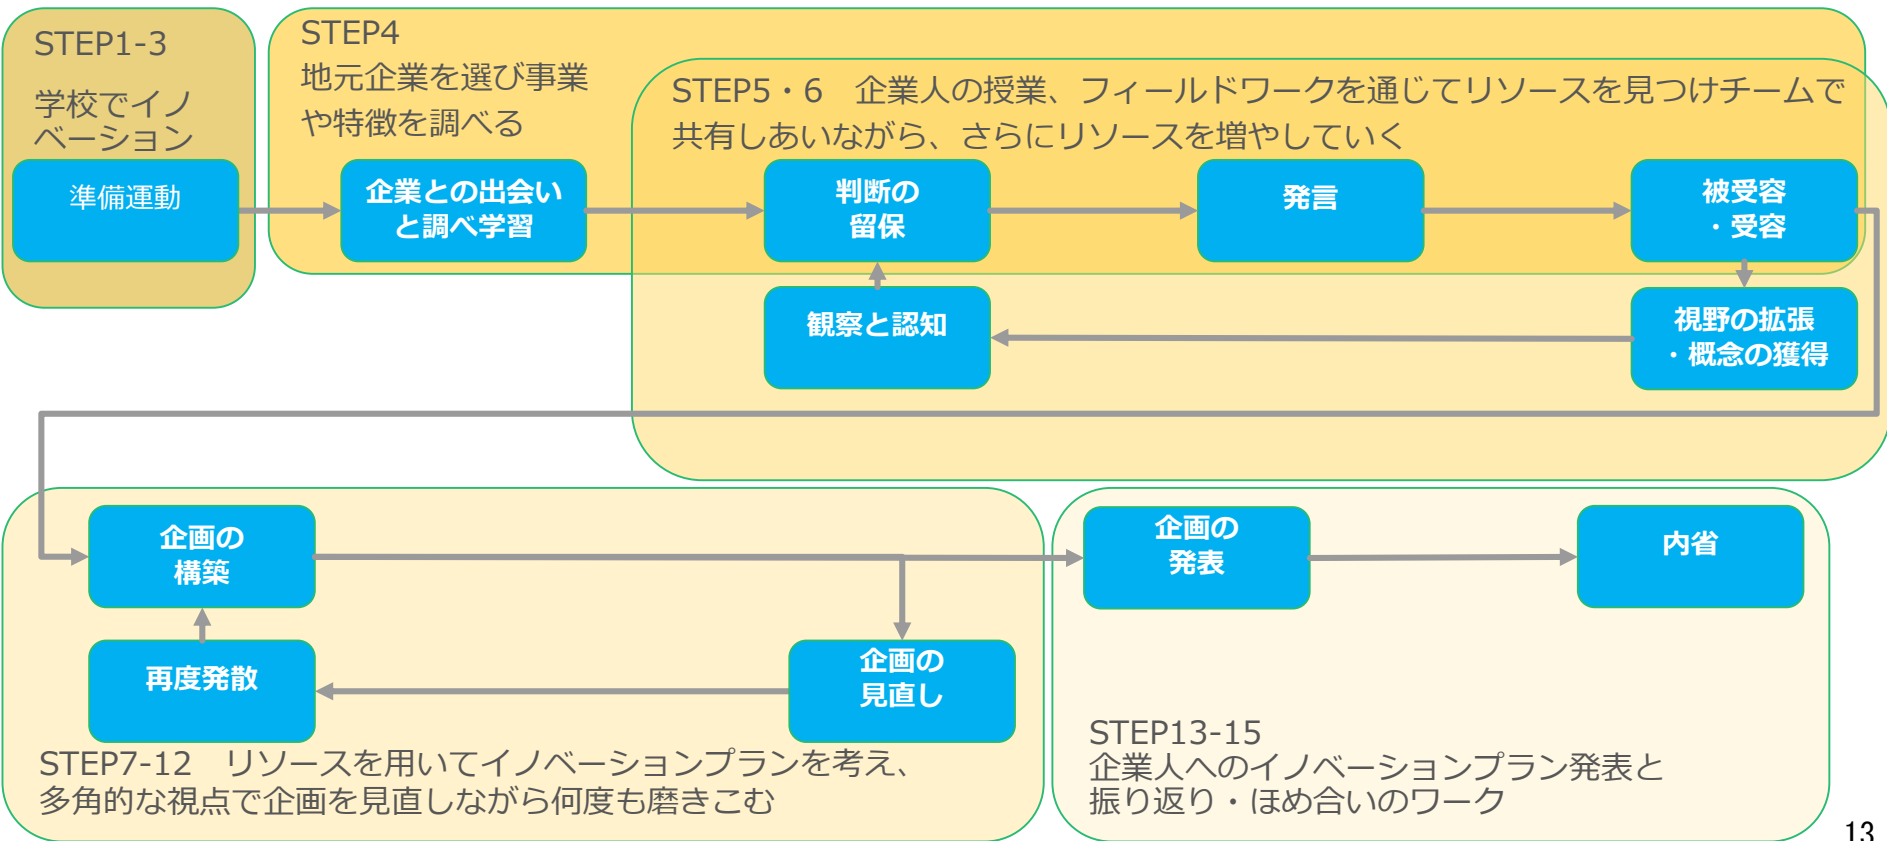 STEP1-3
学校でイノ
ベーション
準備運動
STEP4
地元企業を選び事業
や特徴を調べる
企業との出会い
と調べ学習
STEP5・6　企業人の授業、フィールドワークを通じてリソースを見つけチームで
共有しあいながら、さらにリソースを増やしていく
判断の
留保
発言
被受容
・受容
観察と認知
視野の拡張
・概念の獲得
企画の
構築
再度発散
企画の
見直し
STEP7-12　リソースを用いてイノベーションプランを考え、
多角的な視点で企画を見直しながら何度も磨きこむ
企画の
発表
内省
STEP13-15
企業人へのイノベーションプラン発表と
振り返り・ほめ合いのワーク
13